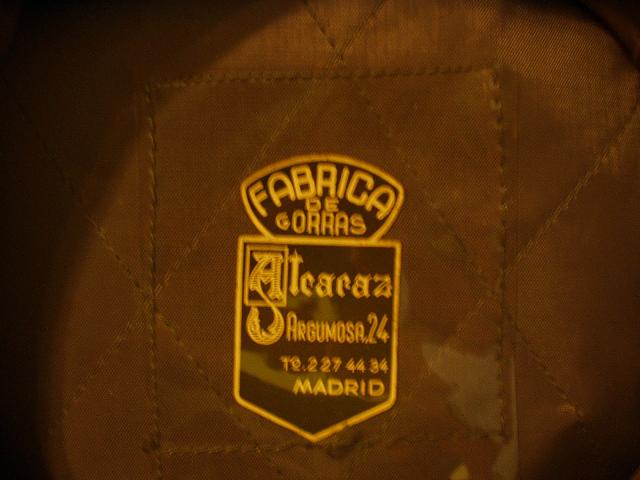 FABRICA
DE
GORRAS
Alcaraz
ARGUMOSA, 24
TO. 2 27 44 34
MADRID